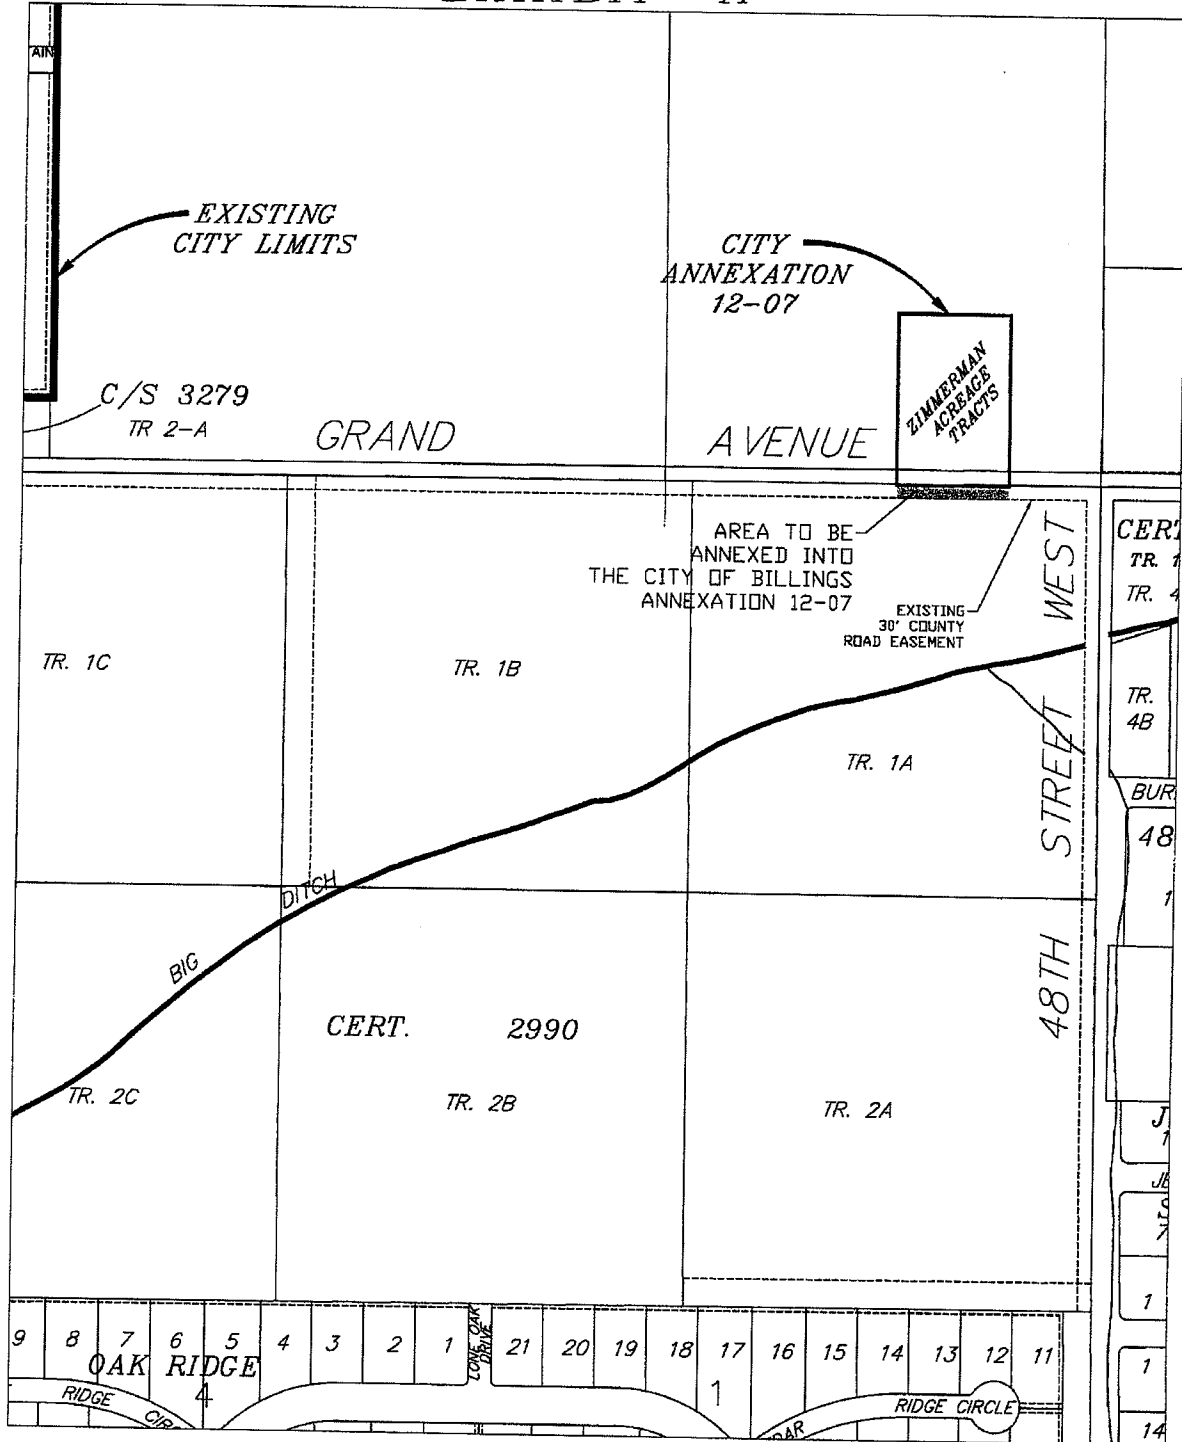 EXISTING
CITY LIMITS
CITY
ANNEXATION
12-07
ZIMMERMAN
ACREAGE
TRACTS
C/S 3279
TR 2-A
GRAND AVENUE
AREA TO BE
ANNEXED INTO
THE CITY OF BILLINGS
ANNEXATION 12-07
EXISTING
30' COUNTY
ROAD EASEMENT
48TH STREET WEST
TR. 1C
TR. 1B
TR. 1A
TR.
4B
48
1
BIG DITCH
CERT. 2990
TR. 2C
TR. 2B
TR. 2A
1
1
14
9 8 7 6 5 4 3 2 1
LONE OAK
DRIVE
21 20 19 18 17 16 15 14 13 12 11
OAK RIDGE
4
1
RIDGE
RIDGE CIRCLE